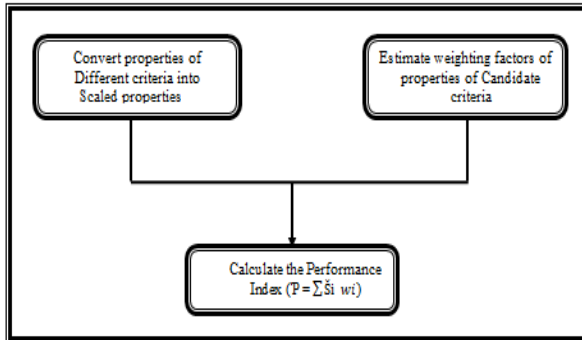 Convert properties of
Different criteria into
Scaled properties
Estimate weighting factors of
properties of Candidate
criteria
Calculate the Performance
Index (Ƥ = ∑Ši wi)